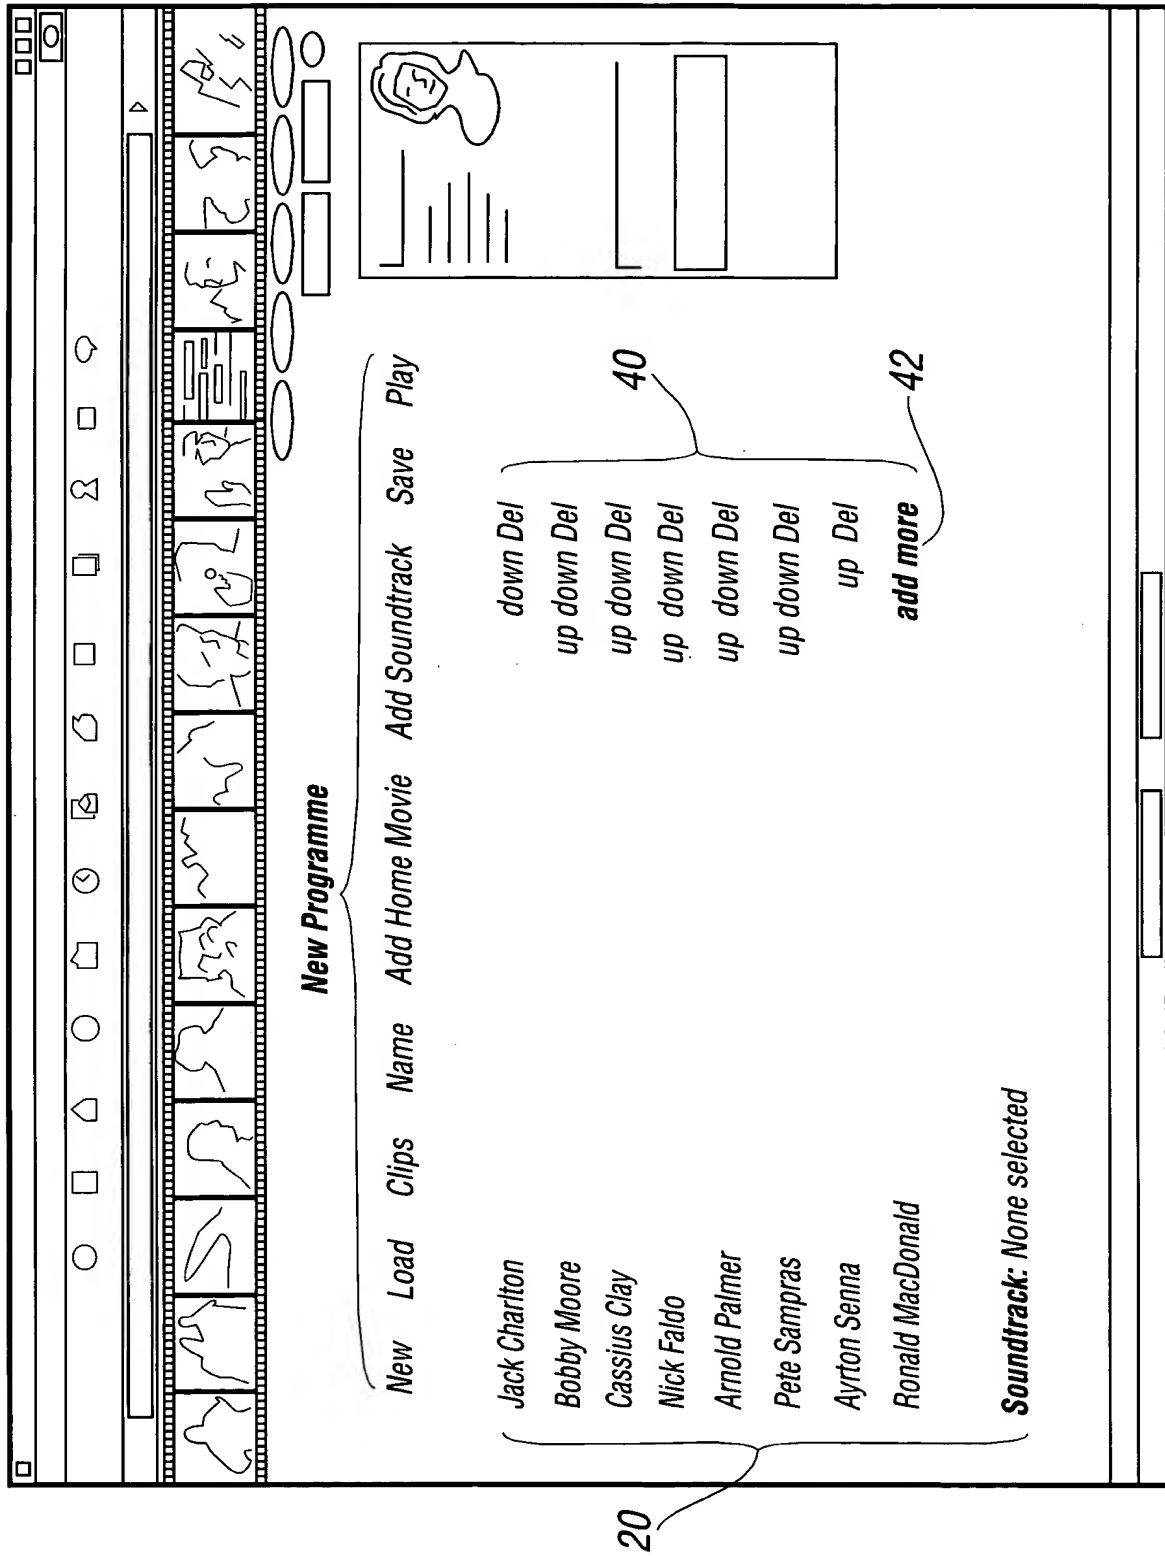 New Programme
New Load Clips Name Add Home Movie Add Soundtrack Save Play
Jack Charlton down Del
Bobby Moore up down Del
Cassius Clay up down Del
Nick Faldo up down Del
Arnold Palmer up down Del
Pete Sampras up down Del
Ayrton Senna up Del
Ronald MacDonald add more
Soundtrack: None selected
20
40
42